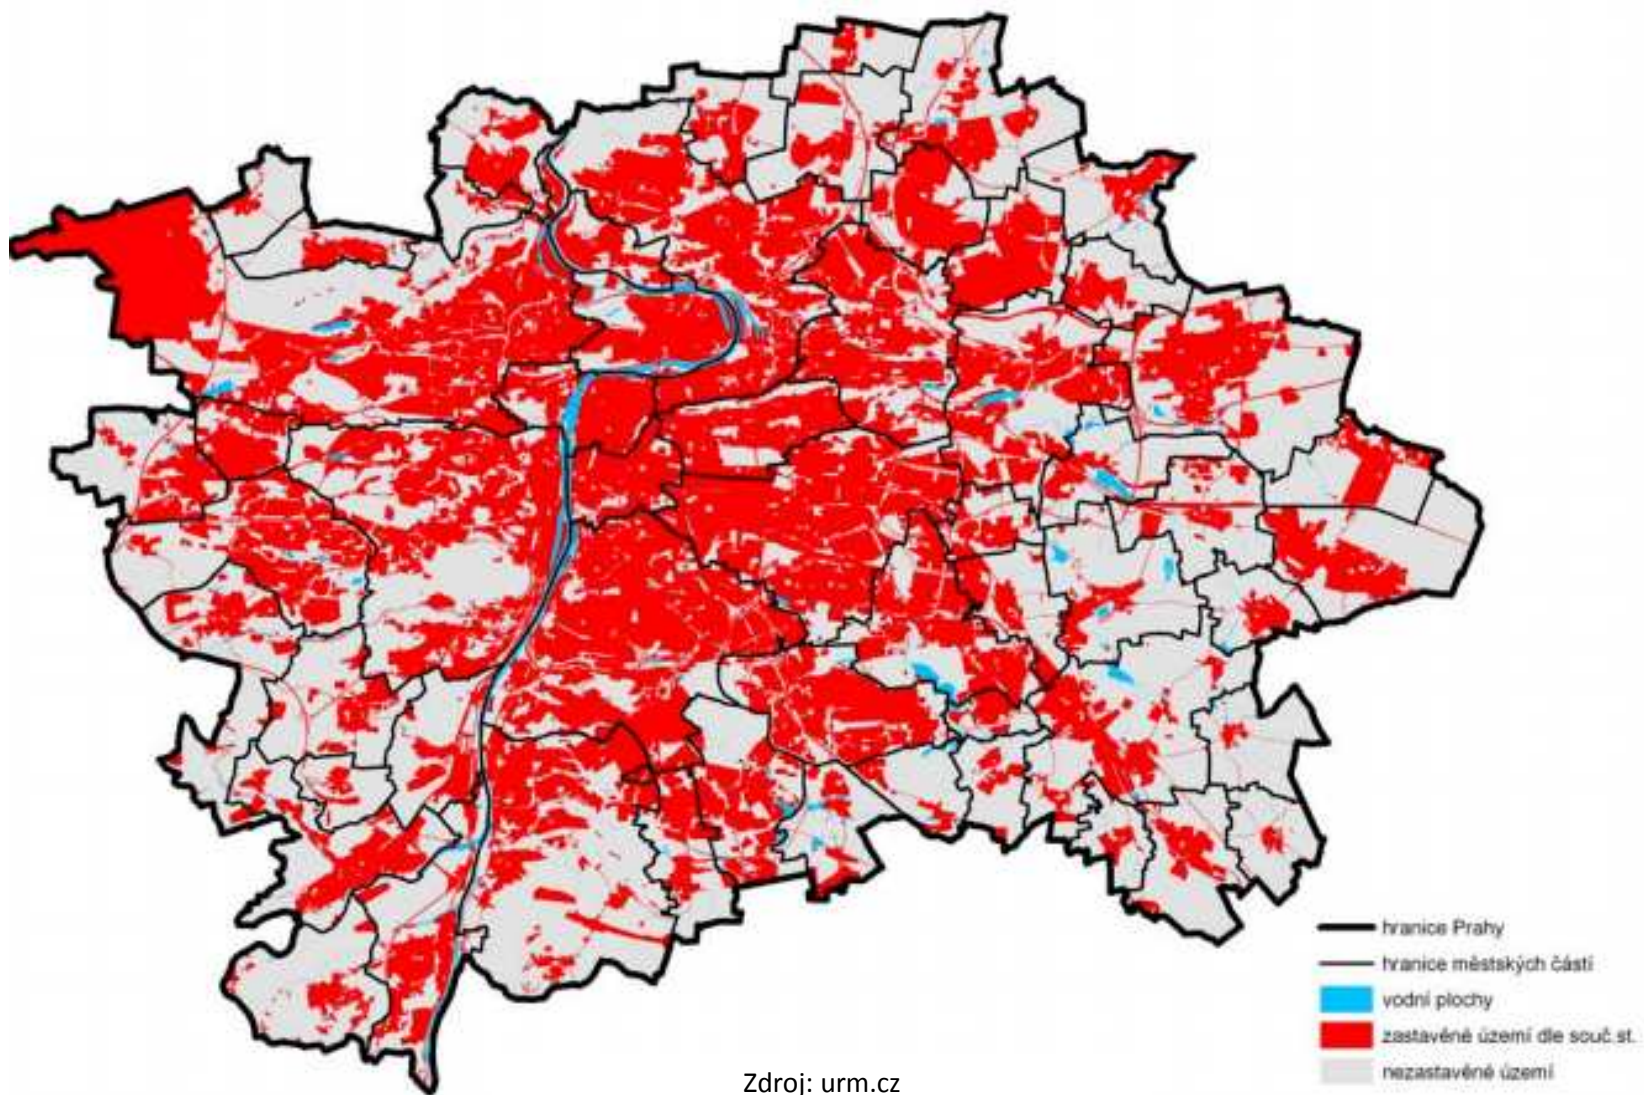 hranice Prahy
hranice městských částí
vodní plochy
zastavěné území dle souč.st.
nezastavěné území
Zdroj: urm.cz